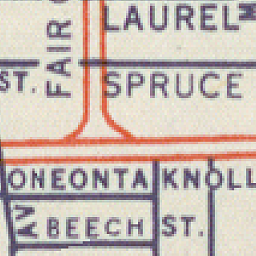 LAUREL
FAIR O
ST.
SPRUCE
ONEONTA KNOLL
AV
BEECH ST.